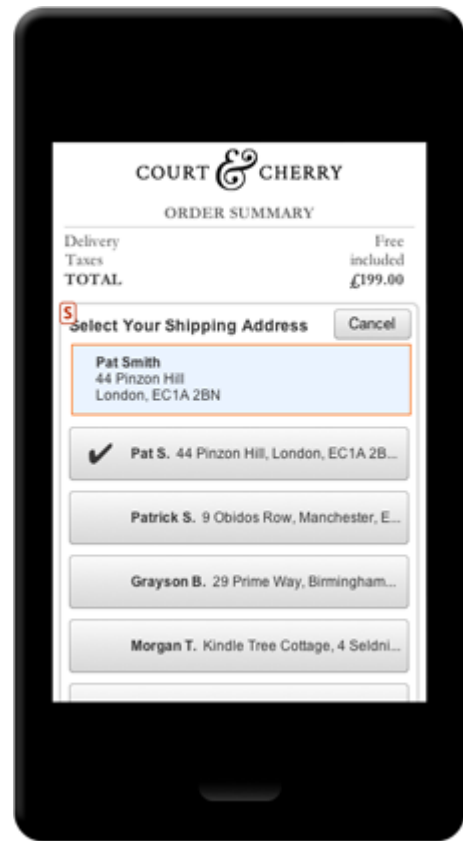 COURT & CHERRY
ORDER SUMMARY
Delivery Free
Taxes included
TOTAL £199.00
S
Select Your Shipping Address Cancel
Pat Smith
44 Pinzon Hill
London, EC1A 2BN
Pat S. 44 Pinzon Hill, London, EC1A 2B...
Patrick S. 9 Obidos Row, Manchester, E...
Grayson B. 29 Prime Way, Birmingham...
Morgan T. Kindle Tree Cottage, 4 Seldni...